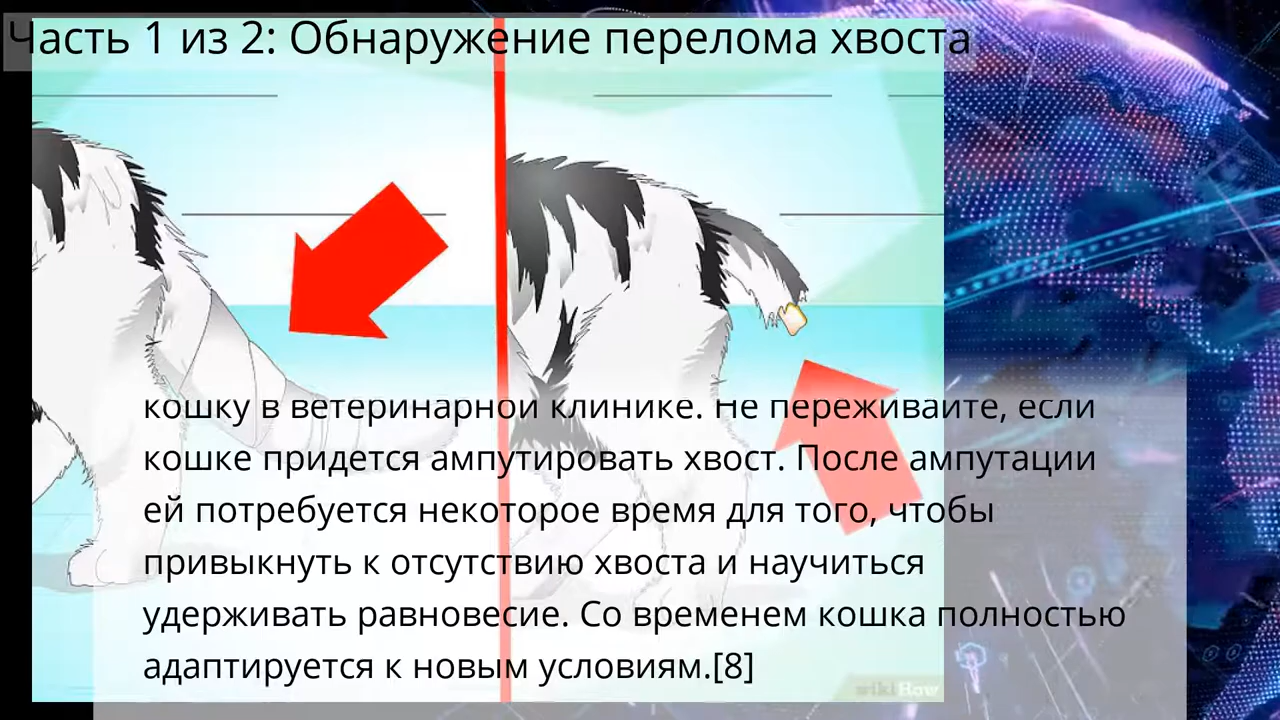 Часть 1 из 2: Обнаружение перелома хвоста
кошку в ветеринарной клинике. Не переживайте, если
кошке придется ампутировать хвост. После ампутации
ей потребуется некоторое время для того, чтобы
привыкнуть к отсутствию хвоста и научиться
удерживать равновесие. Со временем кошка полностью
адаптируется к новым условиям.[8]
wikiHow